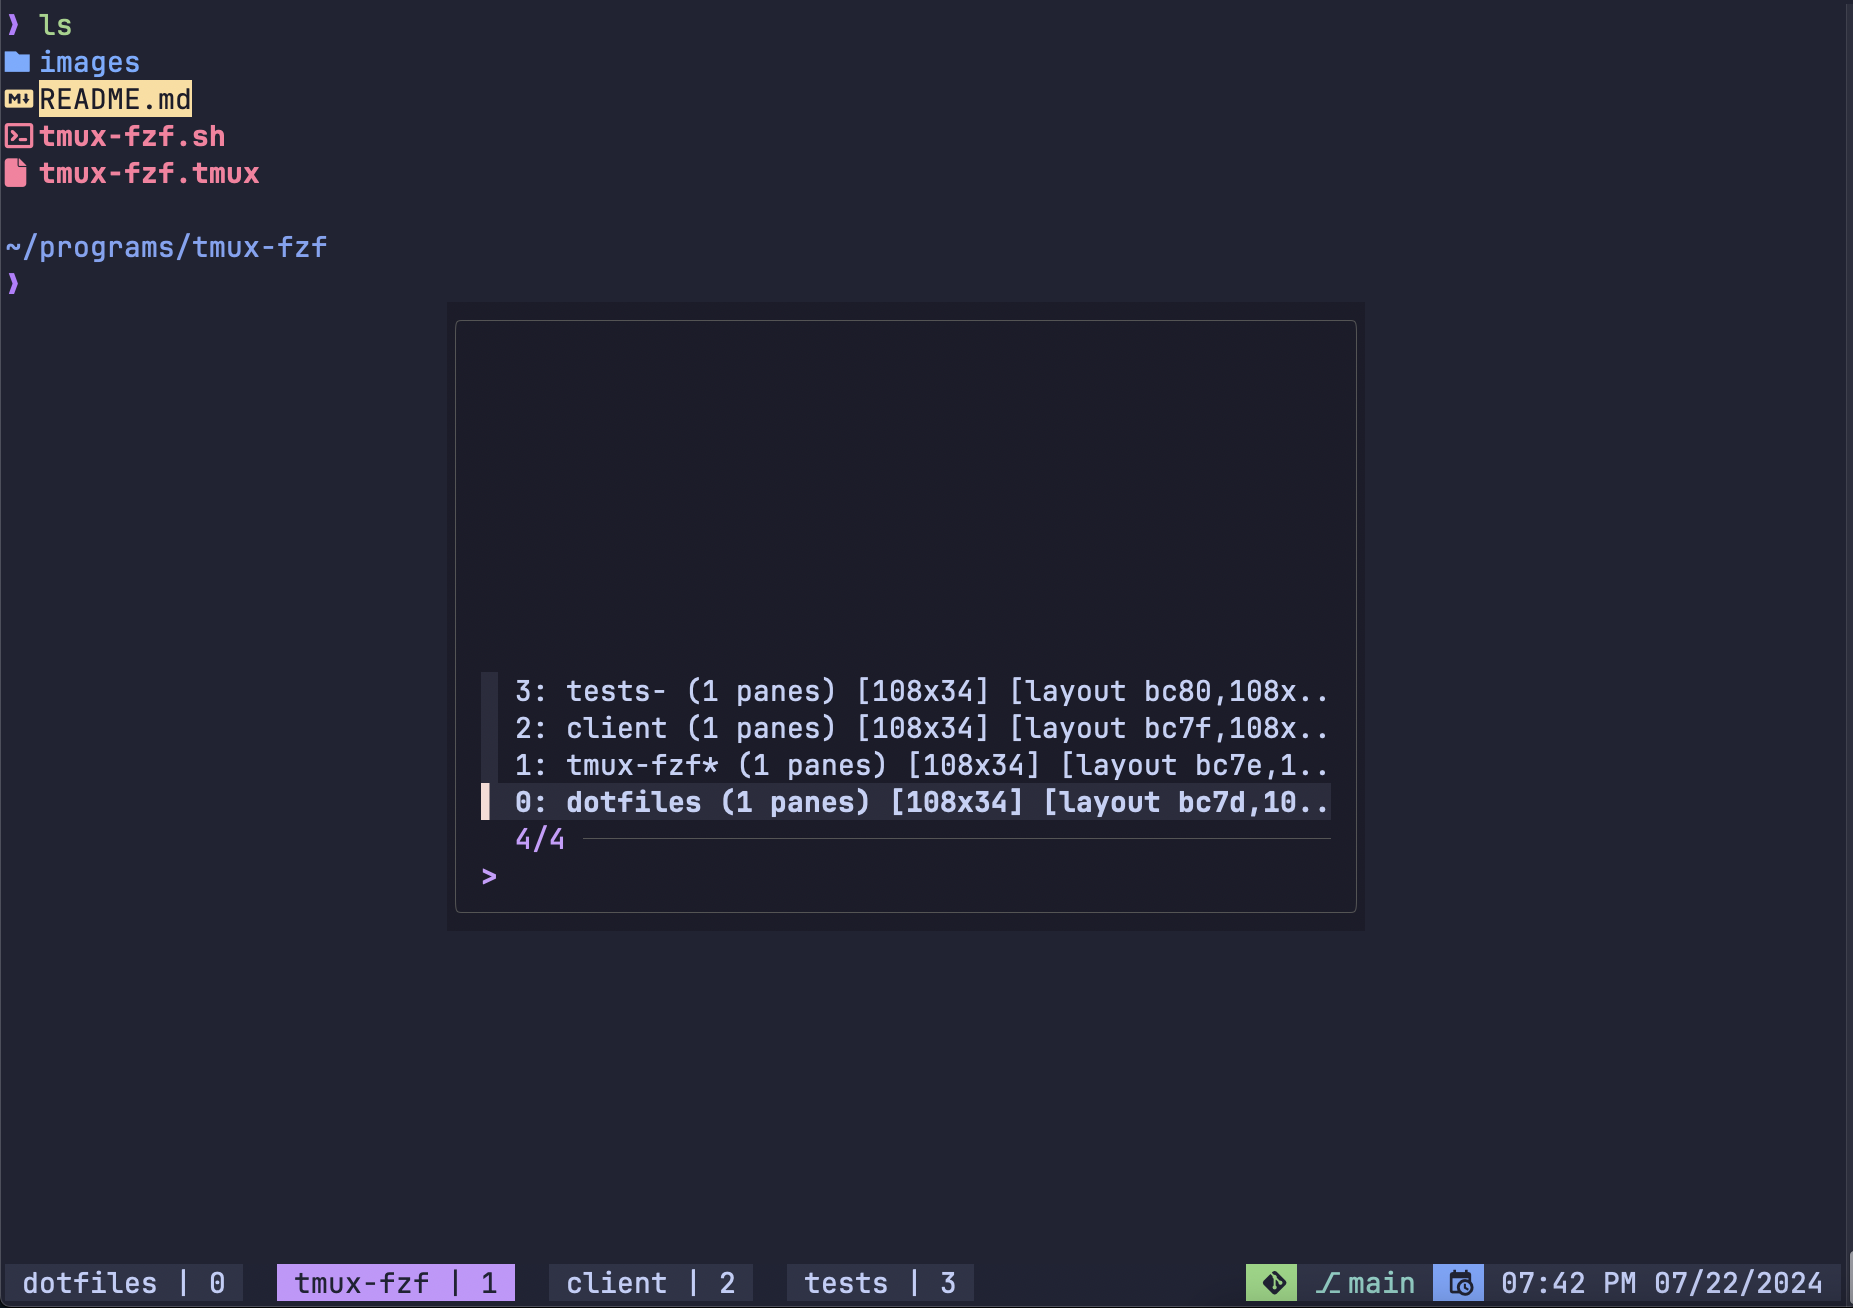 ❯ ls
images
README.md
tmux-fzf.sh
tmux-fzf.tmux
~/programs/tmux-fzf
❯
3: tests- (1 panes) [108x34] [layout bc80,108x..
2: client (1 panes) [108x34] [layout bc7f,108x..
1: tmux-fzf* (1 panes) [108x34] [layout bc7e,1..
0: dotfiles (1 panes) [108x34] [layout bc7d,10..
4/4
>
dotfiles | 0 tmux-fzf | 1 client | 2 tests | 3 main 07:42 PM 07/22/2024